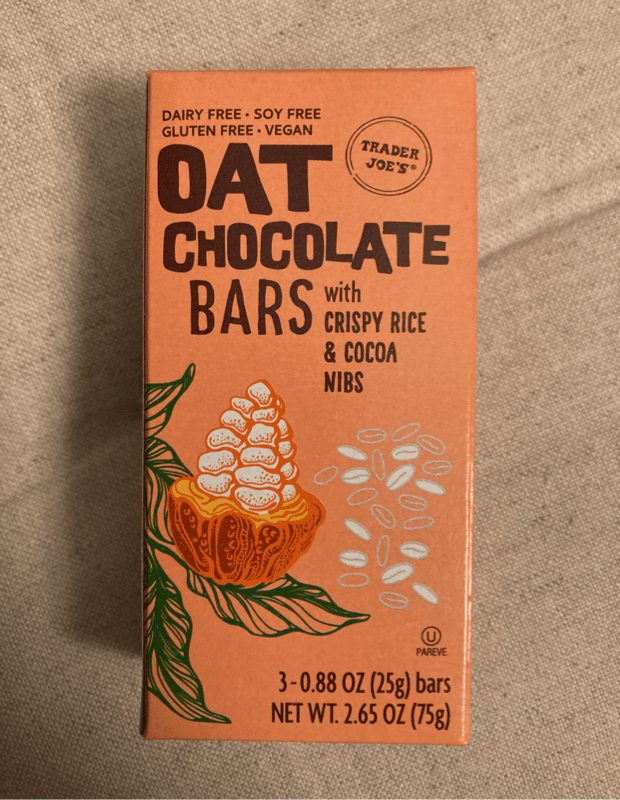 DAIRY FREE • SOY FREE
GLUTEN FREE • VEGAN
TRADER
JOE'S®
OAT
CHOCOLATE
BARS with
CRISPY RICE
& COCOA
NIBS
U
PAREVE
3-0.88 OZ (25g) bars
NET WT. 2.65 OZ (75g)